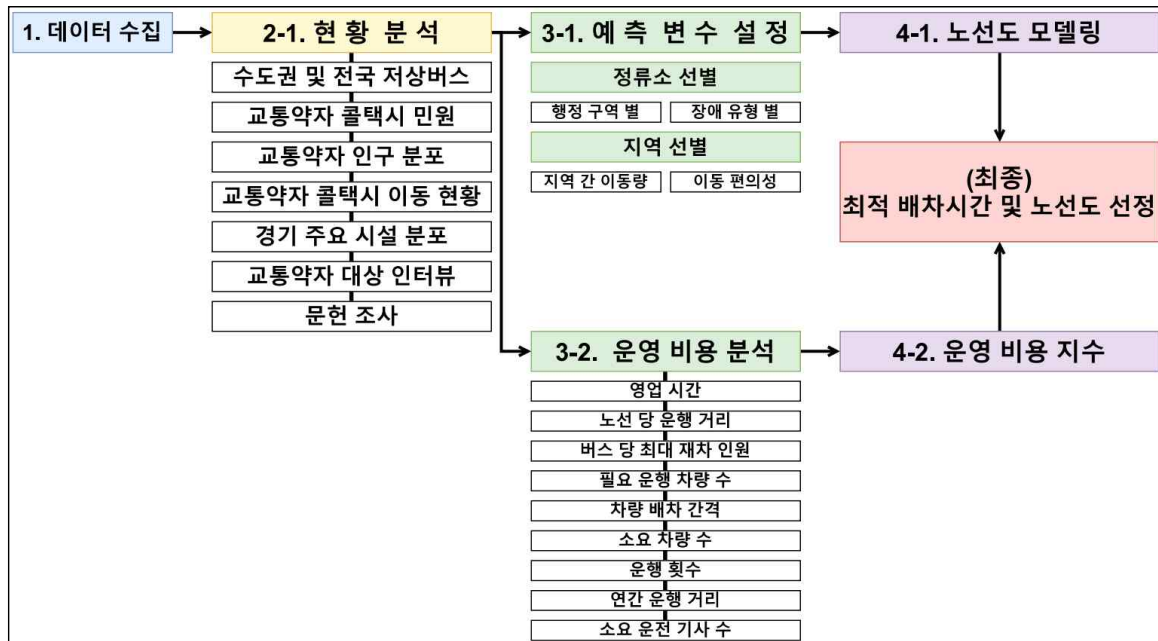 1. 데이터 수집
2-1. 현 황 분 석
수도권 및 전국 저상버스
교통약자 콜택시 민원
교통약자 인구 분포
교통약자 콜택시 이동 현황
경기 주요 시설 분포
교통약자 대상 인터뷰
문헌 조사
3-1. 예 측 변 수 설 정
정류소 선별
행정 구역 별
장애 유형 별
지역 선별
지역 간 이동량
이동 편의성
3-2. 운영 비용 분석
영업 시간
노선 당 운행 거리
버스 당 최대 재차 인원
필요 운행 차량 수
차량 배차 간격
소요 차량 수
운행 횟수
연간 운행 거리
소요 운전 기사 수
4-1. 노선도 모델링
(최종)
최적 배차시간 및 노선도 선정
4-2. 운영 비용 지수